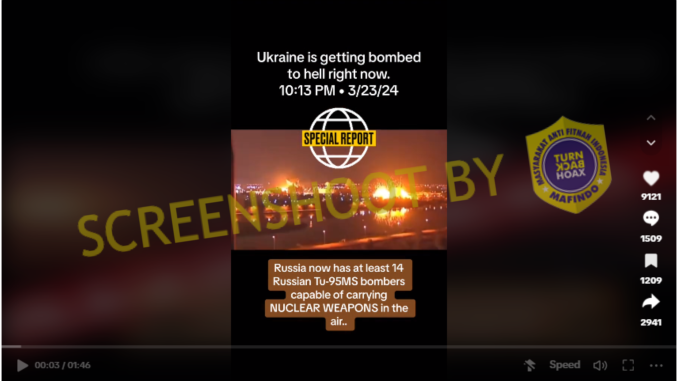 Ukraine is getting bombed
to hell right now.
10:13 PM • 3/23/24
SPECIAL REPORT
SCREENSHOOT BY
MASYARAKAT ANTI FITNAH INDONESIA
TURN
BACK
HOAX
MAFINDO
Russia now has at least 14
Russian Tu-95MS bombers
capable of carrying
NUCLEAR WEAPONS in the
air..
9121
1509
1209
2941
00:03 / 01:46
Speed